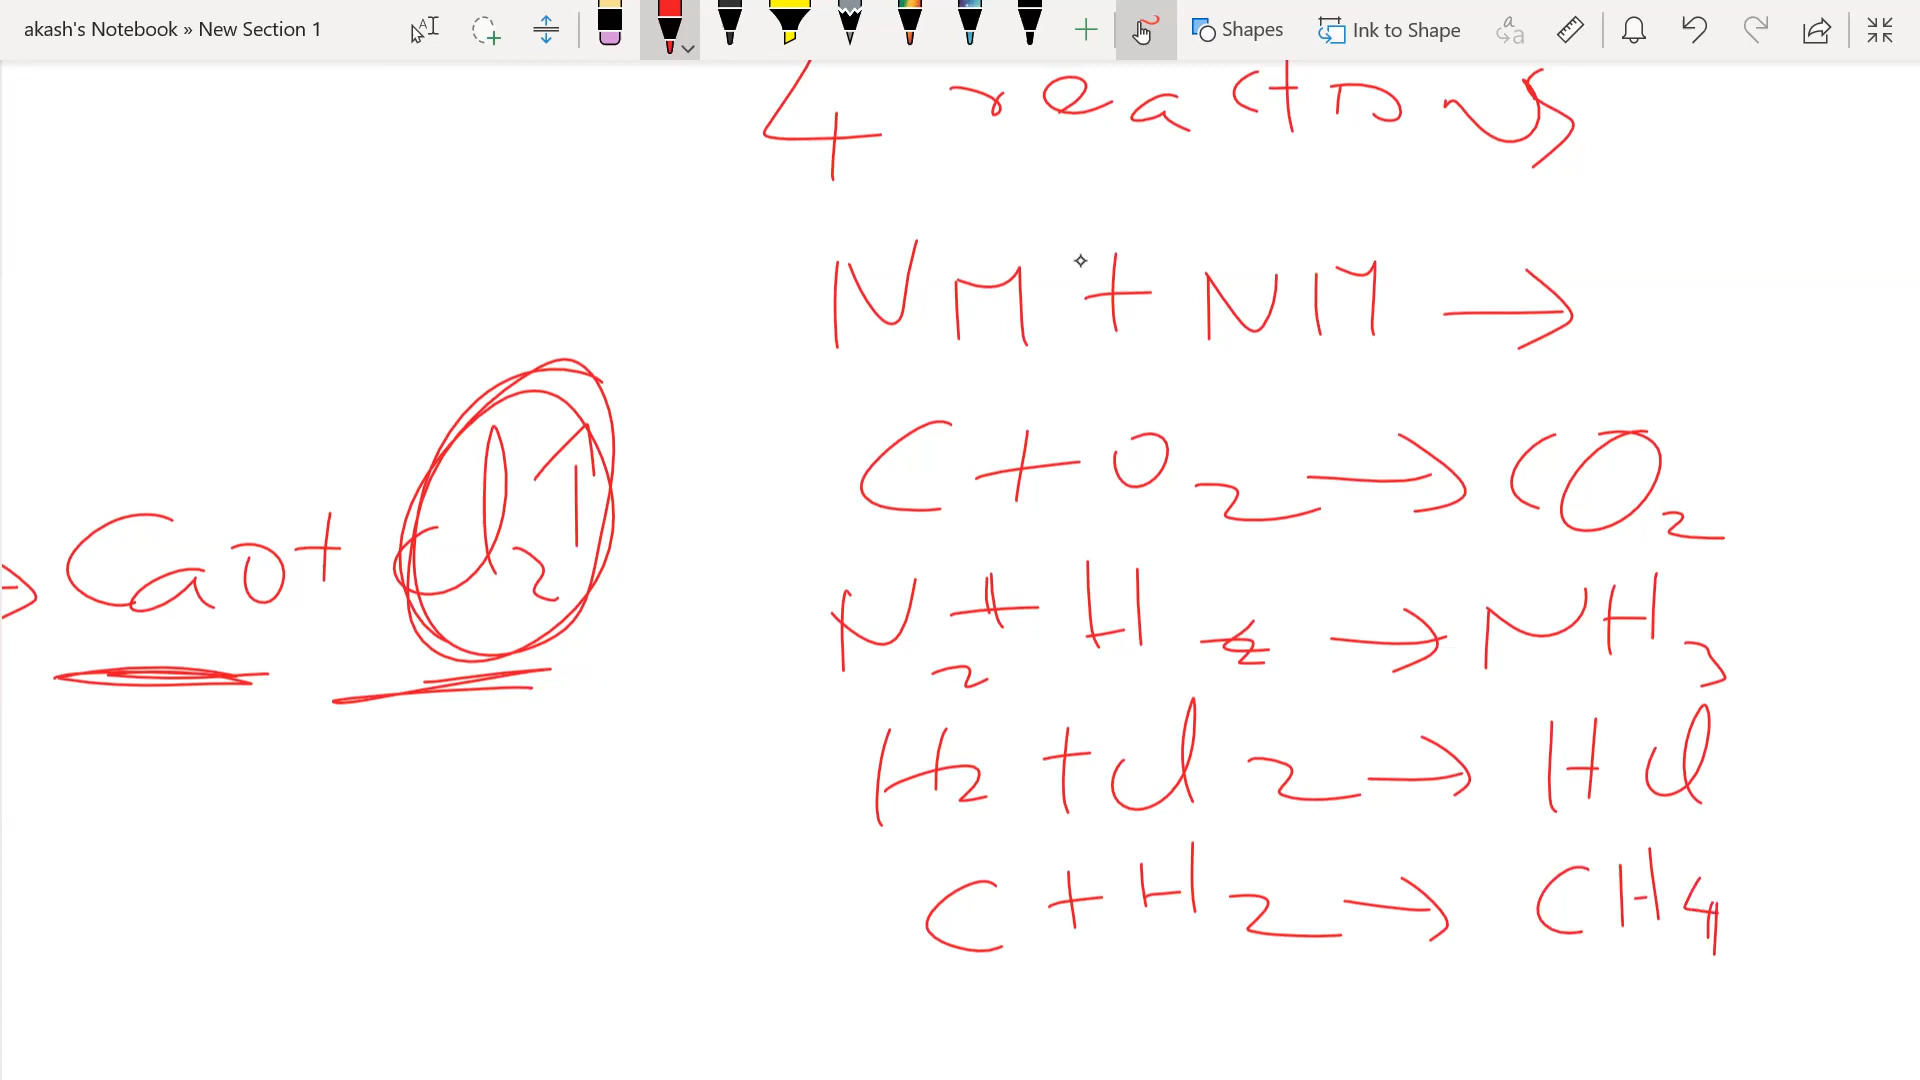 akash's Notebook » New Section 1
Shapes
Ink to Shape
4 reactions
NM + NM →
C + O2 → CO2
→ CaO + Cl2↑
N2 + H2 → NH3
H2 + Cl2 → HCl
C + H2 → CH4